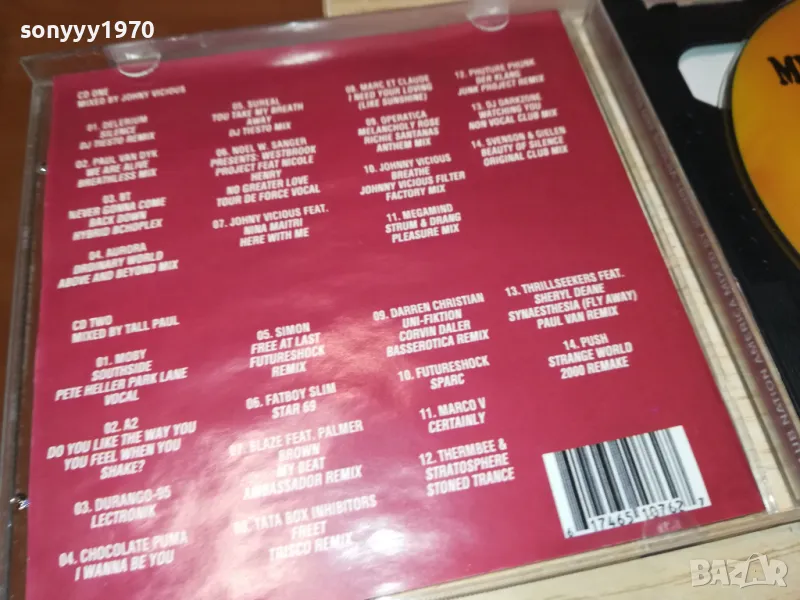 sonyyy1970
CD ONE
MIXED BY JOHNY VICIOUS
01. DELERIUM
SILENCE
DJ TIESTO REMIX
02. PAUL VAN DYK
WE ARE ALIVE
BREATHLESS MIX
03. BT
NEVER GONNA COME
BACK DOWN
HYBRID ECHOPLEX
04. AURORA
ORDINARY WORLD
ABOVE AND BEYOND MIX
05. SUREAL
YOU TAKE MY BREATH
AWAY
DJ TIESTO MIX
06. NOEL W. SANGER
PRESENTS: WESTBROOK
PROJECT FEAT NICOLE
HENRY
NO GREATER LOVE
TOUR DE FORCE VOCAL
07. JOHNY VICIOUS FEAT.
NINA MAITRI
HERE WITH ME
08. MARC ET CLAUDE
I NEED YOUR LOVING
(LIKE SUNSHINE)
09. OPERATICA
MELANCHOLY ROSE
RICHIE SANTANAS
ANTHEM MIX
10. JOHNNY VICIOUS
BREATHE
JOHNNY VICIOUS FILTER
FACTORY MIX
11. MEGAMIND
STRUM & DRANG
PLEASURE MIX
12. PHUTURE PHUNK
DER KLANG
JUNK PROJECT REMIX
13. DJ DARKZONE
WATCHING YOU
NON VOCAL CLUB MIX
14. SVENSON & GIELEN
BEAUTY OF SILENCE
ORIGINAL CLUB MIX
CD TWO
MIXED BY TALL PAUL
01. MOBY
SOUTHSIDE
PETE HELLER PARK LANE
VOCAL
02. A2
DO YOU LIKE THE WAY YOU
YOU FEEL WHEN YOU
SHAKE?
03. DURANGO-95
LECTRONIK
04. CHOCOLATE PUMA
I WANNA BE YOU
05. SIMON
FREE AT LAST
FUTURESHOCK
REMIX
06. FATBOY SLIM
STAR 69
07. BLAZE FEAT. PALMER
BROWN
MY BEAT
AMBASSADOR REMIX
08. TATA BOX INHIBITORS
FREET
TRISCO REMIX
09. DARREN CHRISTIAN
UNI-FIKTION
CORVIN DALER
BASSEROTICA REMIX
10. FUTURESHOCK
SPARC
11. MARCO V
CERTAINLY
12. THERMBEE &
STRATOSPHERE
STONED TRANCE
13. THRILLSEEKERS FEAT.
SHERYL DEANE
SYNAESTHESIA (FLY AWAY)
PAUL VAN REMIX
14. PUSH
STRANGE WORLD
2000 REMAKE
6 17465 10762 7
NATION AMERICA MIXED BY
BAZAR